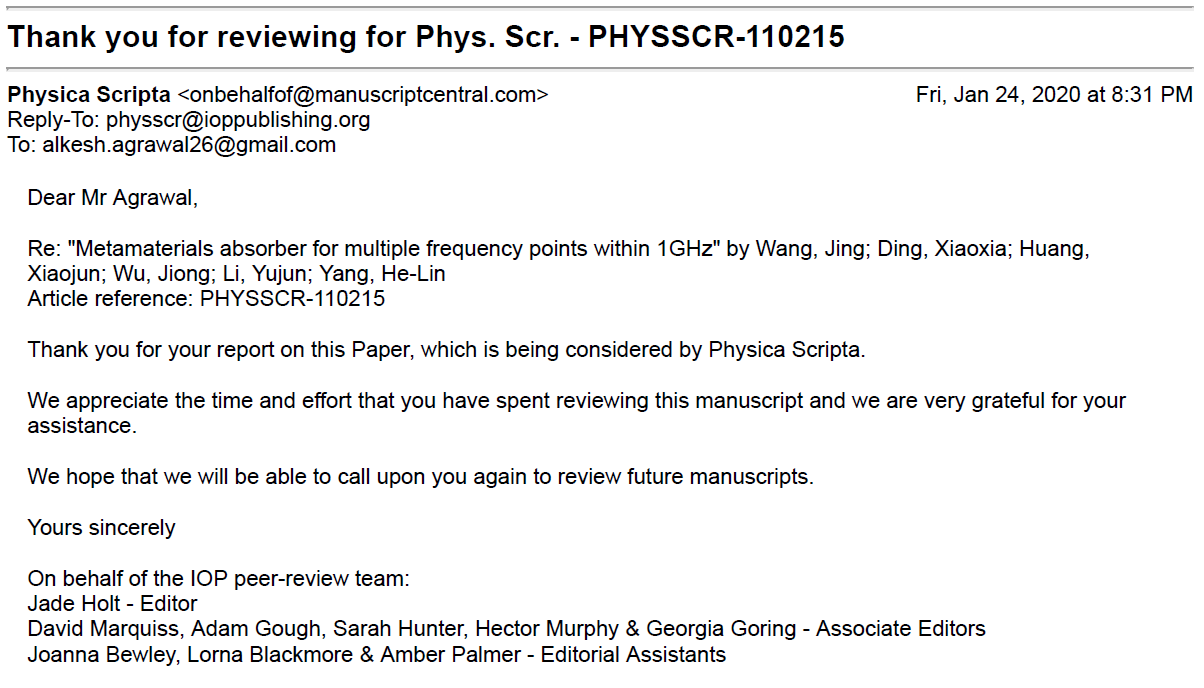 Thank you for reviewing for Phys. Scr. - PHYSSCR-110215
Physica Scripta <onbehalfof@manuscriptcentral.com> Fri, Jan 24, 2020 at 8:31 PM
Reply-To: physscr@ioppublishing.org
To: alkesh.agrawal26@gmail.com
Dear Mr Agrawal,
Re: "Metamaterials absorber for multiple frequency points within 1GHz" by Wang, Jing; Ding, Xiaoxia; Huang,
Xiaojun; Wu, Jiong; Li, Yujun; Yang, He-Lin
Article reference: PHYSSCR-110215
Thank you for your report on this Paper, which is being considered by Physica Scripta.
We appreciate the time and effort that you have spent reviewing this manuscript and we are very grateful for your
assistance.
We hope that we will be able to call upon you again to review future manuscripts.
Yours sincerely
On behalf of the IOP peer-review team:
Jade Holt - Editor
David Marquiss, Adam Gough, Sarah Hunter, Hector Murphy & Georgia Goring - Associate Editors
Joanna Bewley, Lorna Blackmore & Amber Palmer - Editorial Assistants